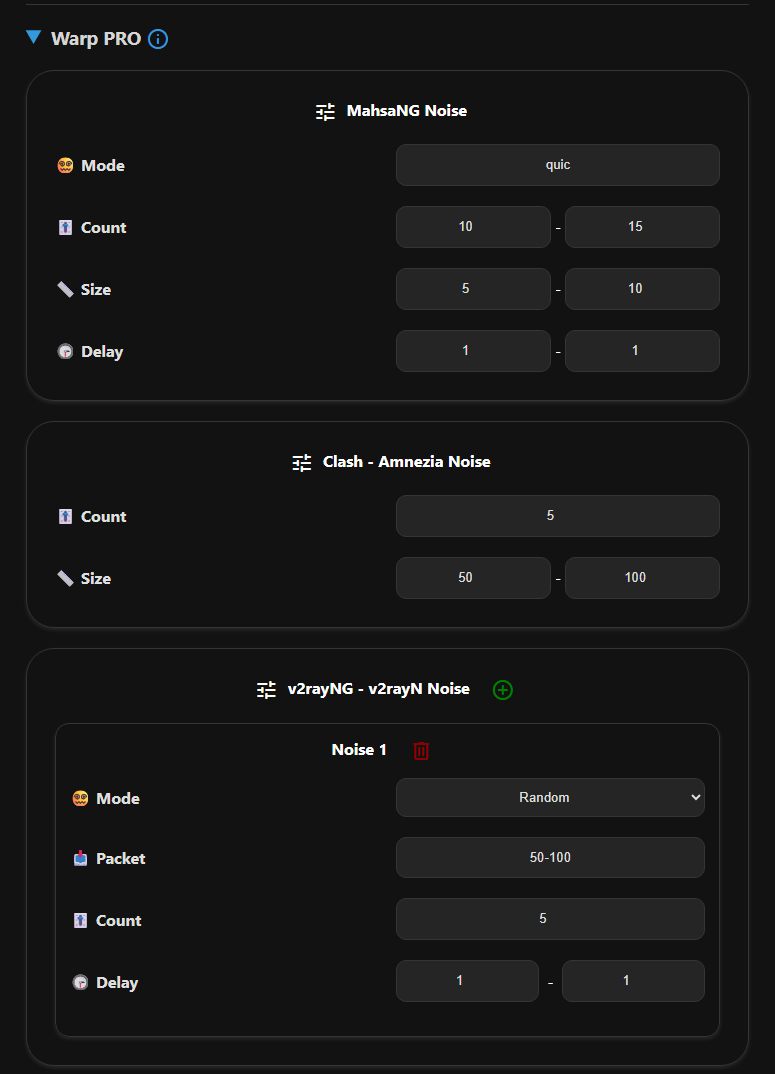 Warp PRO
MahsaNG Noise
Mode quic
Count 10 - 15
Size 5 - 10
Delay 1 - 1
Clash - Amnezia Noise
Count 5
Size 50 - 100
v2rayNG - v2rayN Noise
Noise 1
Mode Random
Packet 50-100
Count 5
Delay 1 - 1